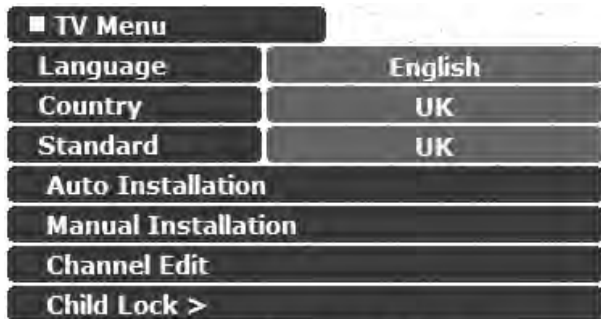 TV Menu
Language English
Country UK
Standard UK
Auto Installation
Manual Installation
Channel Edit
Child Lock >